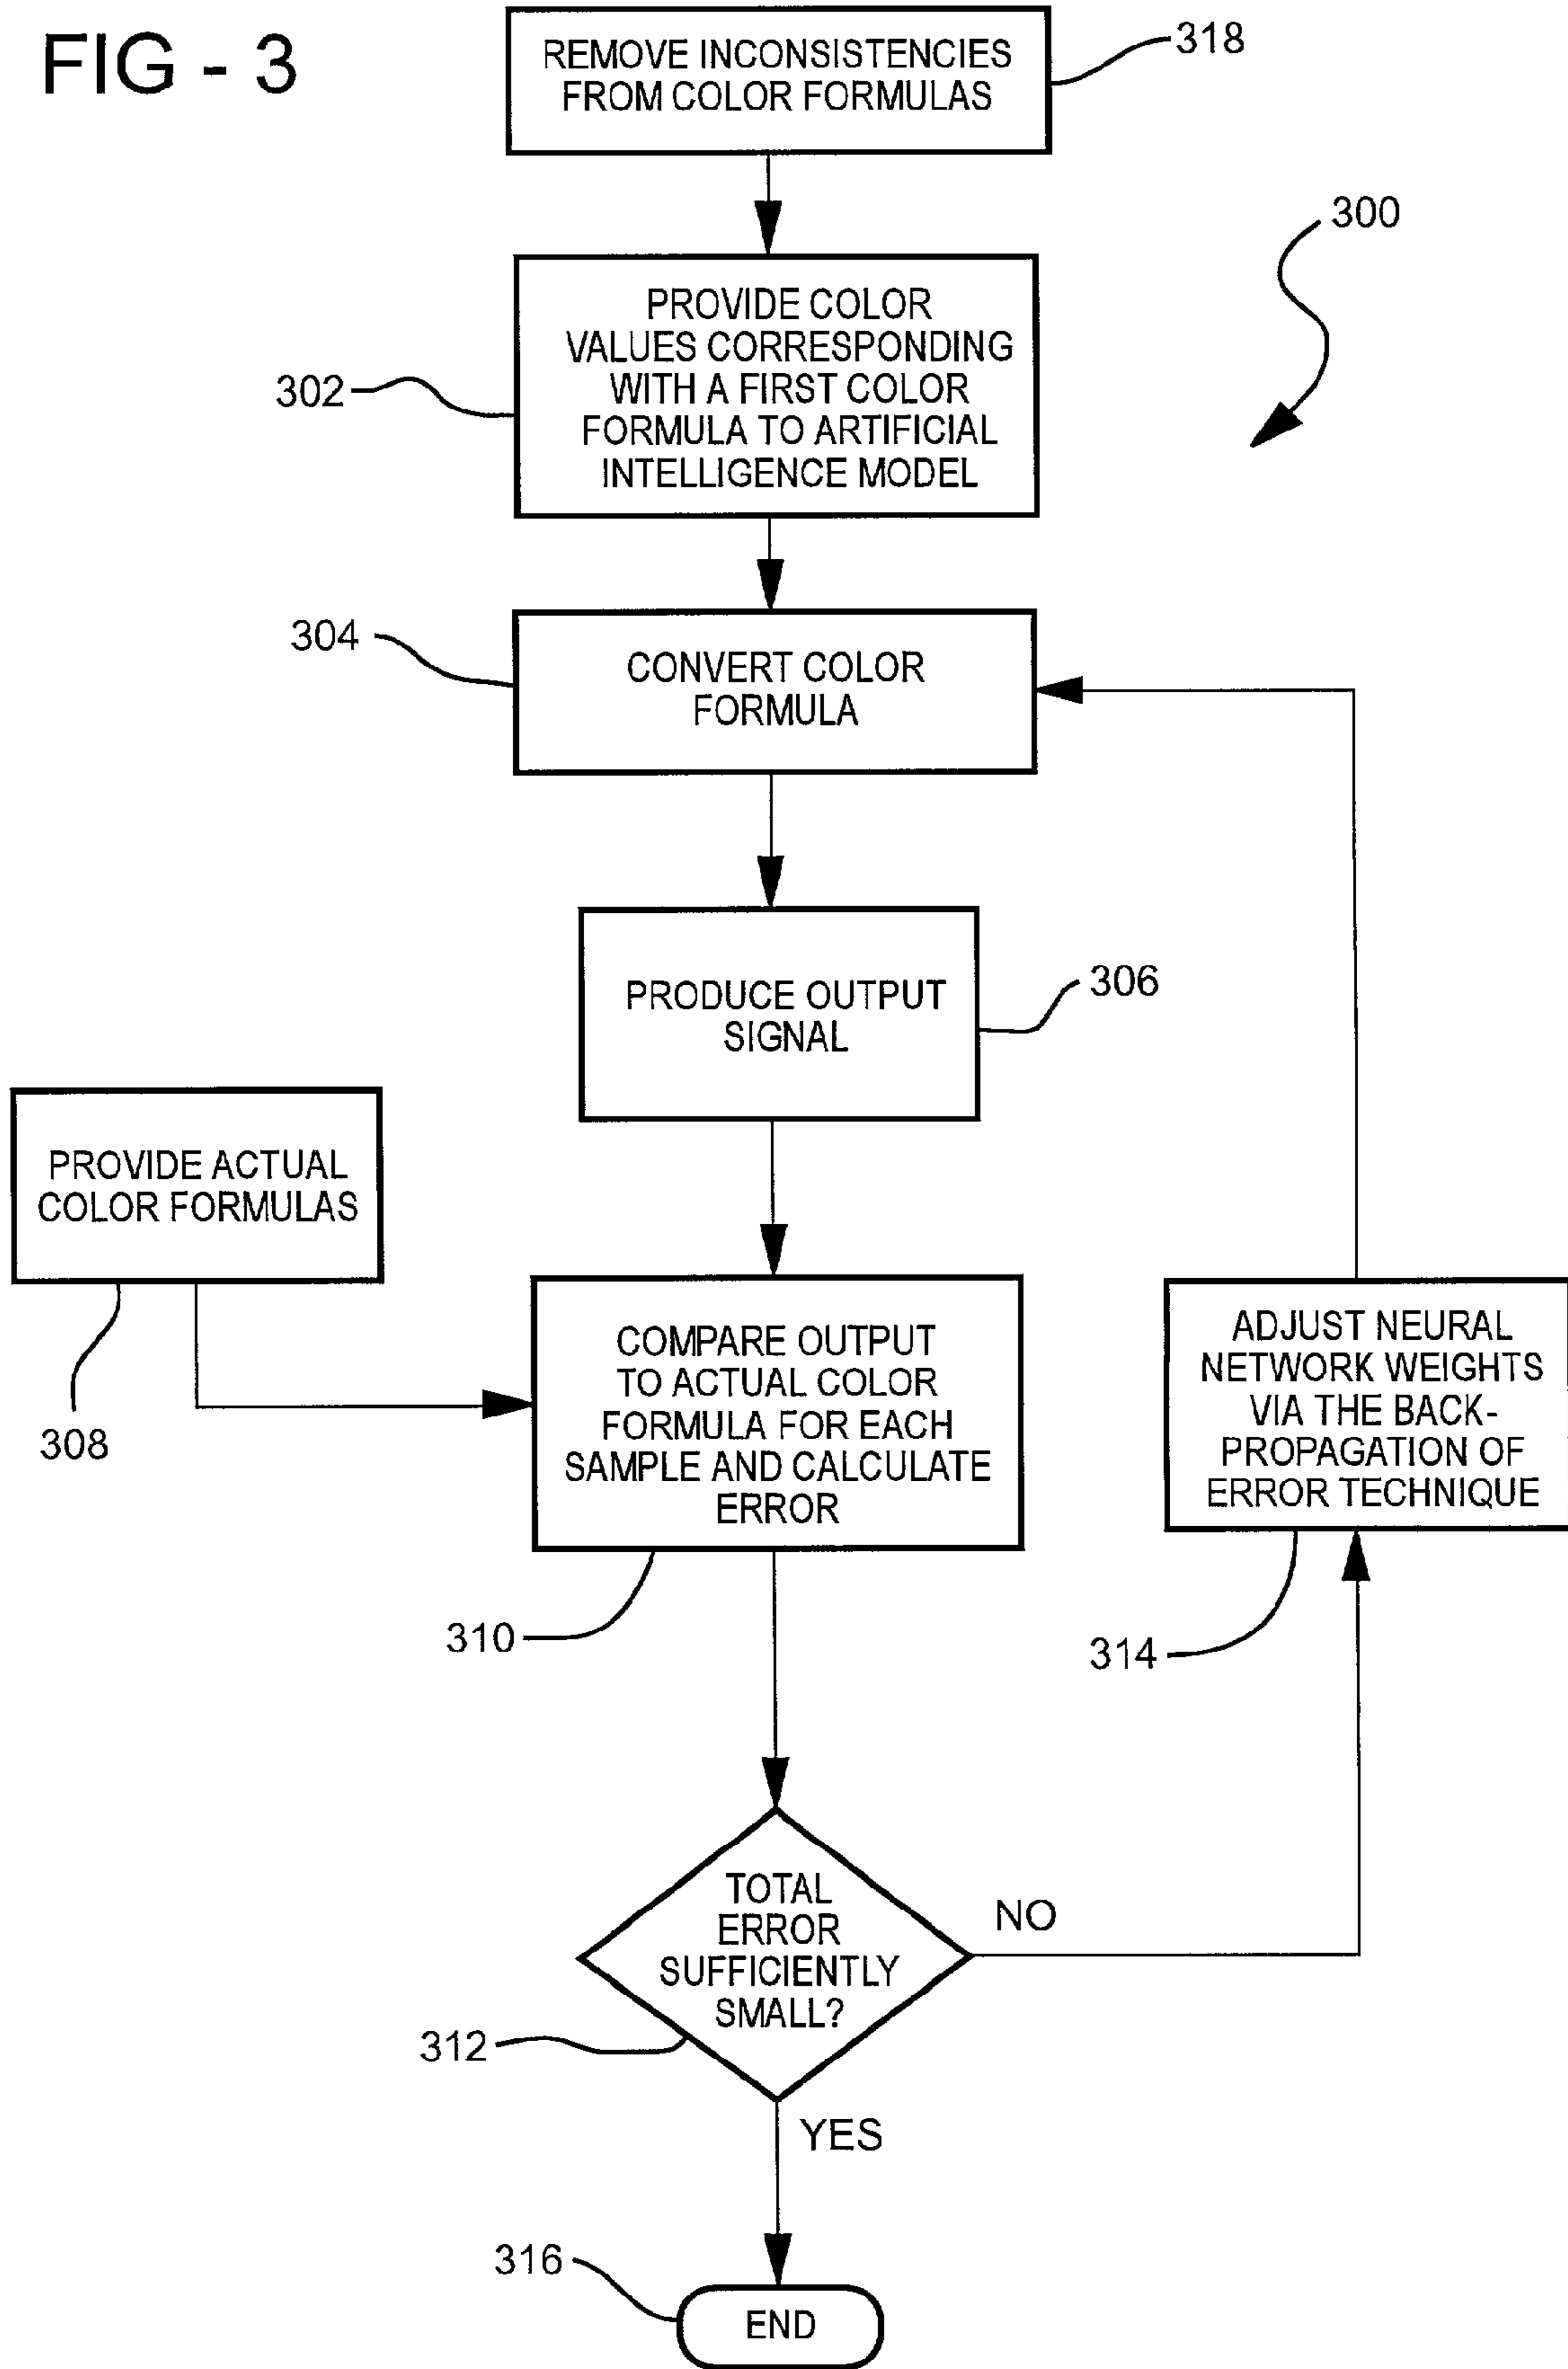 FIG - 3
REMOVE INCONSISTENCIES
FROM COLOR FORMULAS
318
300
PROVIDE COLOR
VALUES CORRESPONDING
WITH A FIRST COLOR
FORMULA TO ARTIFICIAL
INTELLIGENCE MODEL
302
304
CONVERT COLOR
FORMULA
PRODUCE OUTPUT
SIGNAL
306
PROVIDE ACTUAL
COLOR FORMULAS
308
COMPARE OUTPUT
TO ACTUAL COLOR
FORMULA FOR EACH
SAMPLE AND CALCULATE
ERROR
310
ADJUST NEURAL
NETWORK WEIGHTS
VIA THE BACK-
PROPAGATION OF
ERROR TECHNIQUE
314
TOTAL
ERROR
SUFFICIENTLY
SMALL?
NO
312
YES
316
END